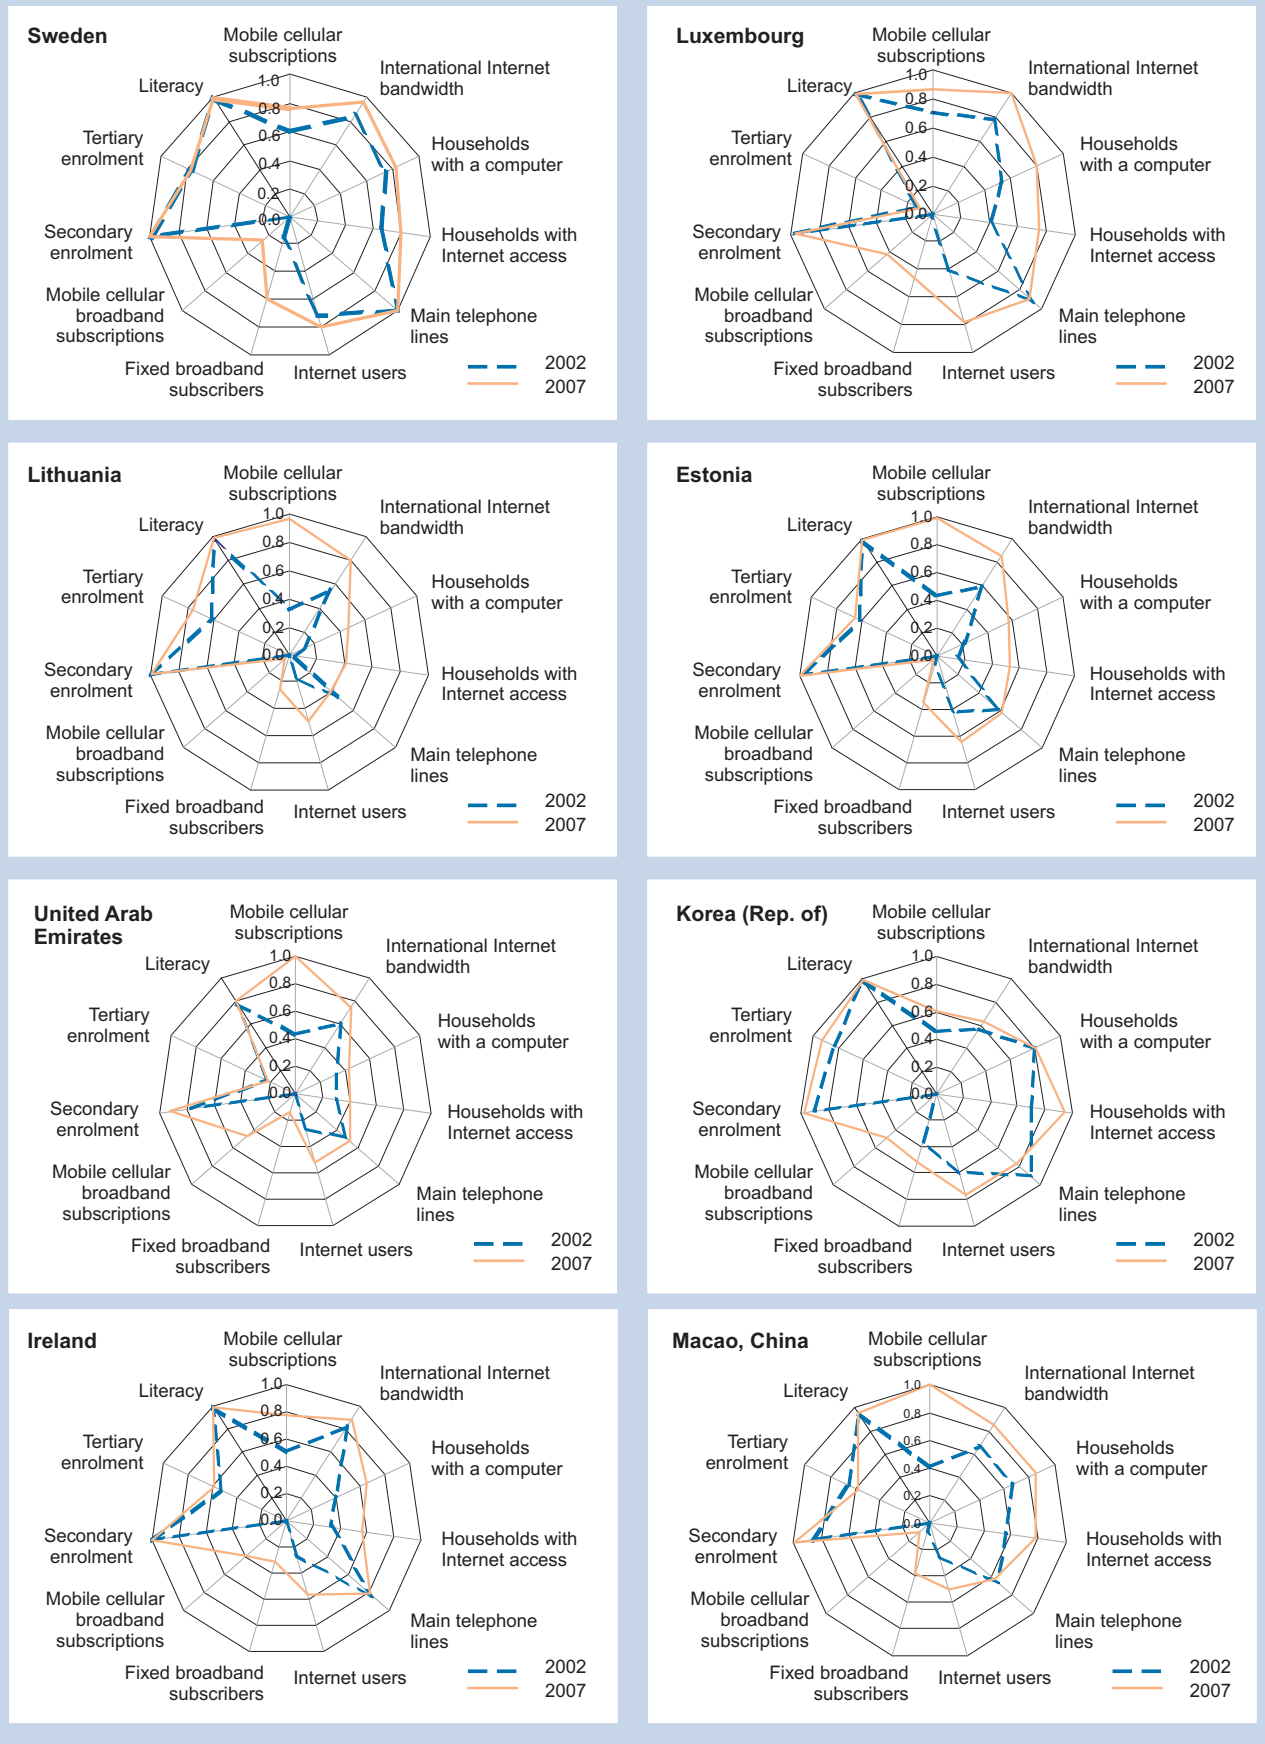 Sweden
Mobile cellular
subscriptions
International Internet
bandwidth
Households
with a computer
Households with
Internet access
Main telephone
lines
Internet users
Fixed broadband
subscribers
Mobile cellular
broadband
subscriptions
Secondary
enrolment
Tertiary
enrolment
Literacy
1.0
0.8
0.6
0.4
0.2
0.0
2002
2007
Luxembourg
Mobile cellular
subscriptions
International Internet
bandwidth
Households
with a computer
Households with
Internet access
Main telephone
lines
Internet users
Fixed broadband
subscribers
Mobile cellular
broadband
subscriptions
Secondary
enrolment
Tertiary
enrolment
Literacy
1.0
0.8
0.6
0.4
0.2
0.0
2002
2007
Lithuania
Mobile cellular
subscriptions
International Internet
bandwidth
Households
with a computer
Households with
Internet access
Main telephone
lines
Internet users
Fixed broadband
subscribers
Mobile cellular
broadband
subscriptions
Secondary
enrolment
Tertiary
enrolment
Literacy
1.0
0.8
0.6
0.4
0.2
0.0
2002
2007
Estonia
Mobile cellular
subscriptions
International Internet
bandwidth
Households
with a computer
Households with
Internet access
Main telephone
lines
Internet users
Fixed broadband
subscribers
Mobile cellular
broadband
subscriptions
Secondary
enrolment
Tertiary
enrolment
Literacy
1.0
0.8
0.6
0.4
0.2
0.0
2002
2007
United Arab
Emirates
Mobile cellular
subscriptions
International Internet
bandwidth
Households
with a computer
Households with
Internet access
Main telephone
lines
Internet users
Fixed broadband
subscribers
Mobile cellular
broadband
subscriptions
Secondary
enrolment
Tertiary
enrolment
Literacy
1.0
0.8
0.6
0.4
0.2
0.0
2002
2007
Korea (Rep. of)
Mobile cellular
subscriptions
International Internet
bandwidth
Households
with a computer
Households with
Internet access
Main telephone
lines
Internet users
Fixed broadband
subscribers
Mobile cellular
broadband
subscriptions
Secondary
enrolment
Tertiary
enrolment
Literacy
1.0
0.8
0.6
0.4
0.2
0.0
2002
2007
Ireland
Mobile cellular
subscriptions
International Internet
bandwidth
Households
with a computer
Households with
Internet access
Main telephone
lines
Internet users
Fixed broadband
subscribers
Mobile cellular
broadband
subscriptions
Secondary
enrolment
Tertiary
enrolment
Literacy
1.0
0.8
0.6
0.4
0.2
0.0
2002
2007
Macao, China
Mobile cellular
subscriptions
International Internet
bandwidth
Households
with a computer
Households with
Internet access
Main telephone
lines
Internet users
Fixed broadband
subscribers
Mobile cellular
broadband
subscriptions
Secondary
enrolment
Tertiary
enrolment
Literacy
1.0
0.8
0.6
0.4
0.2
0.0
2002
2007